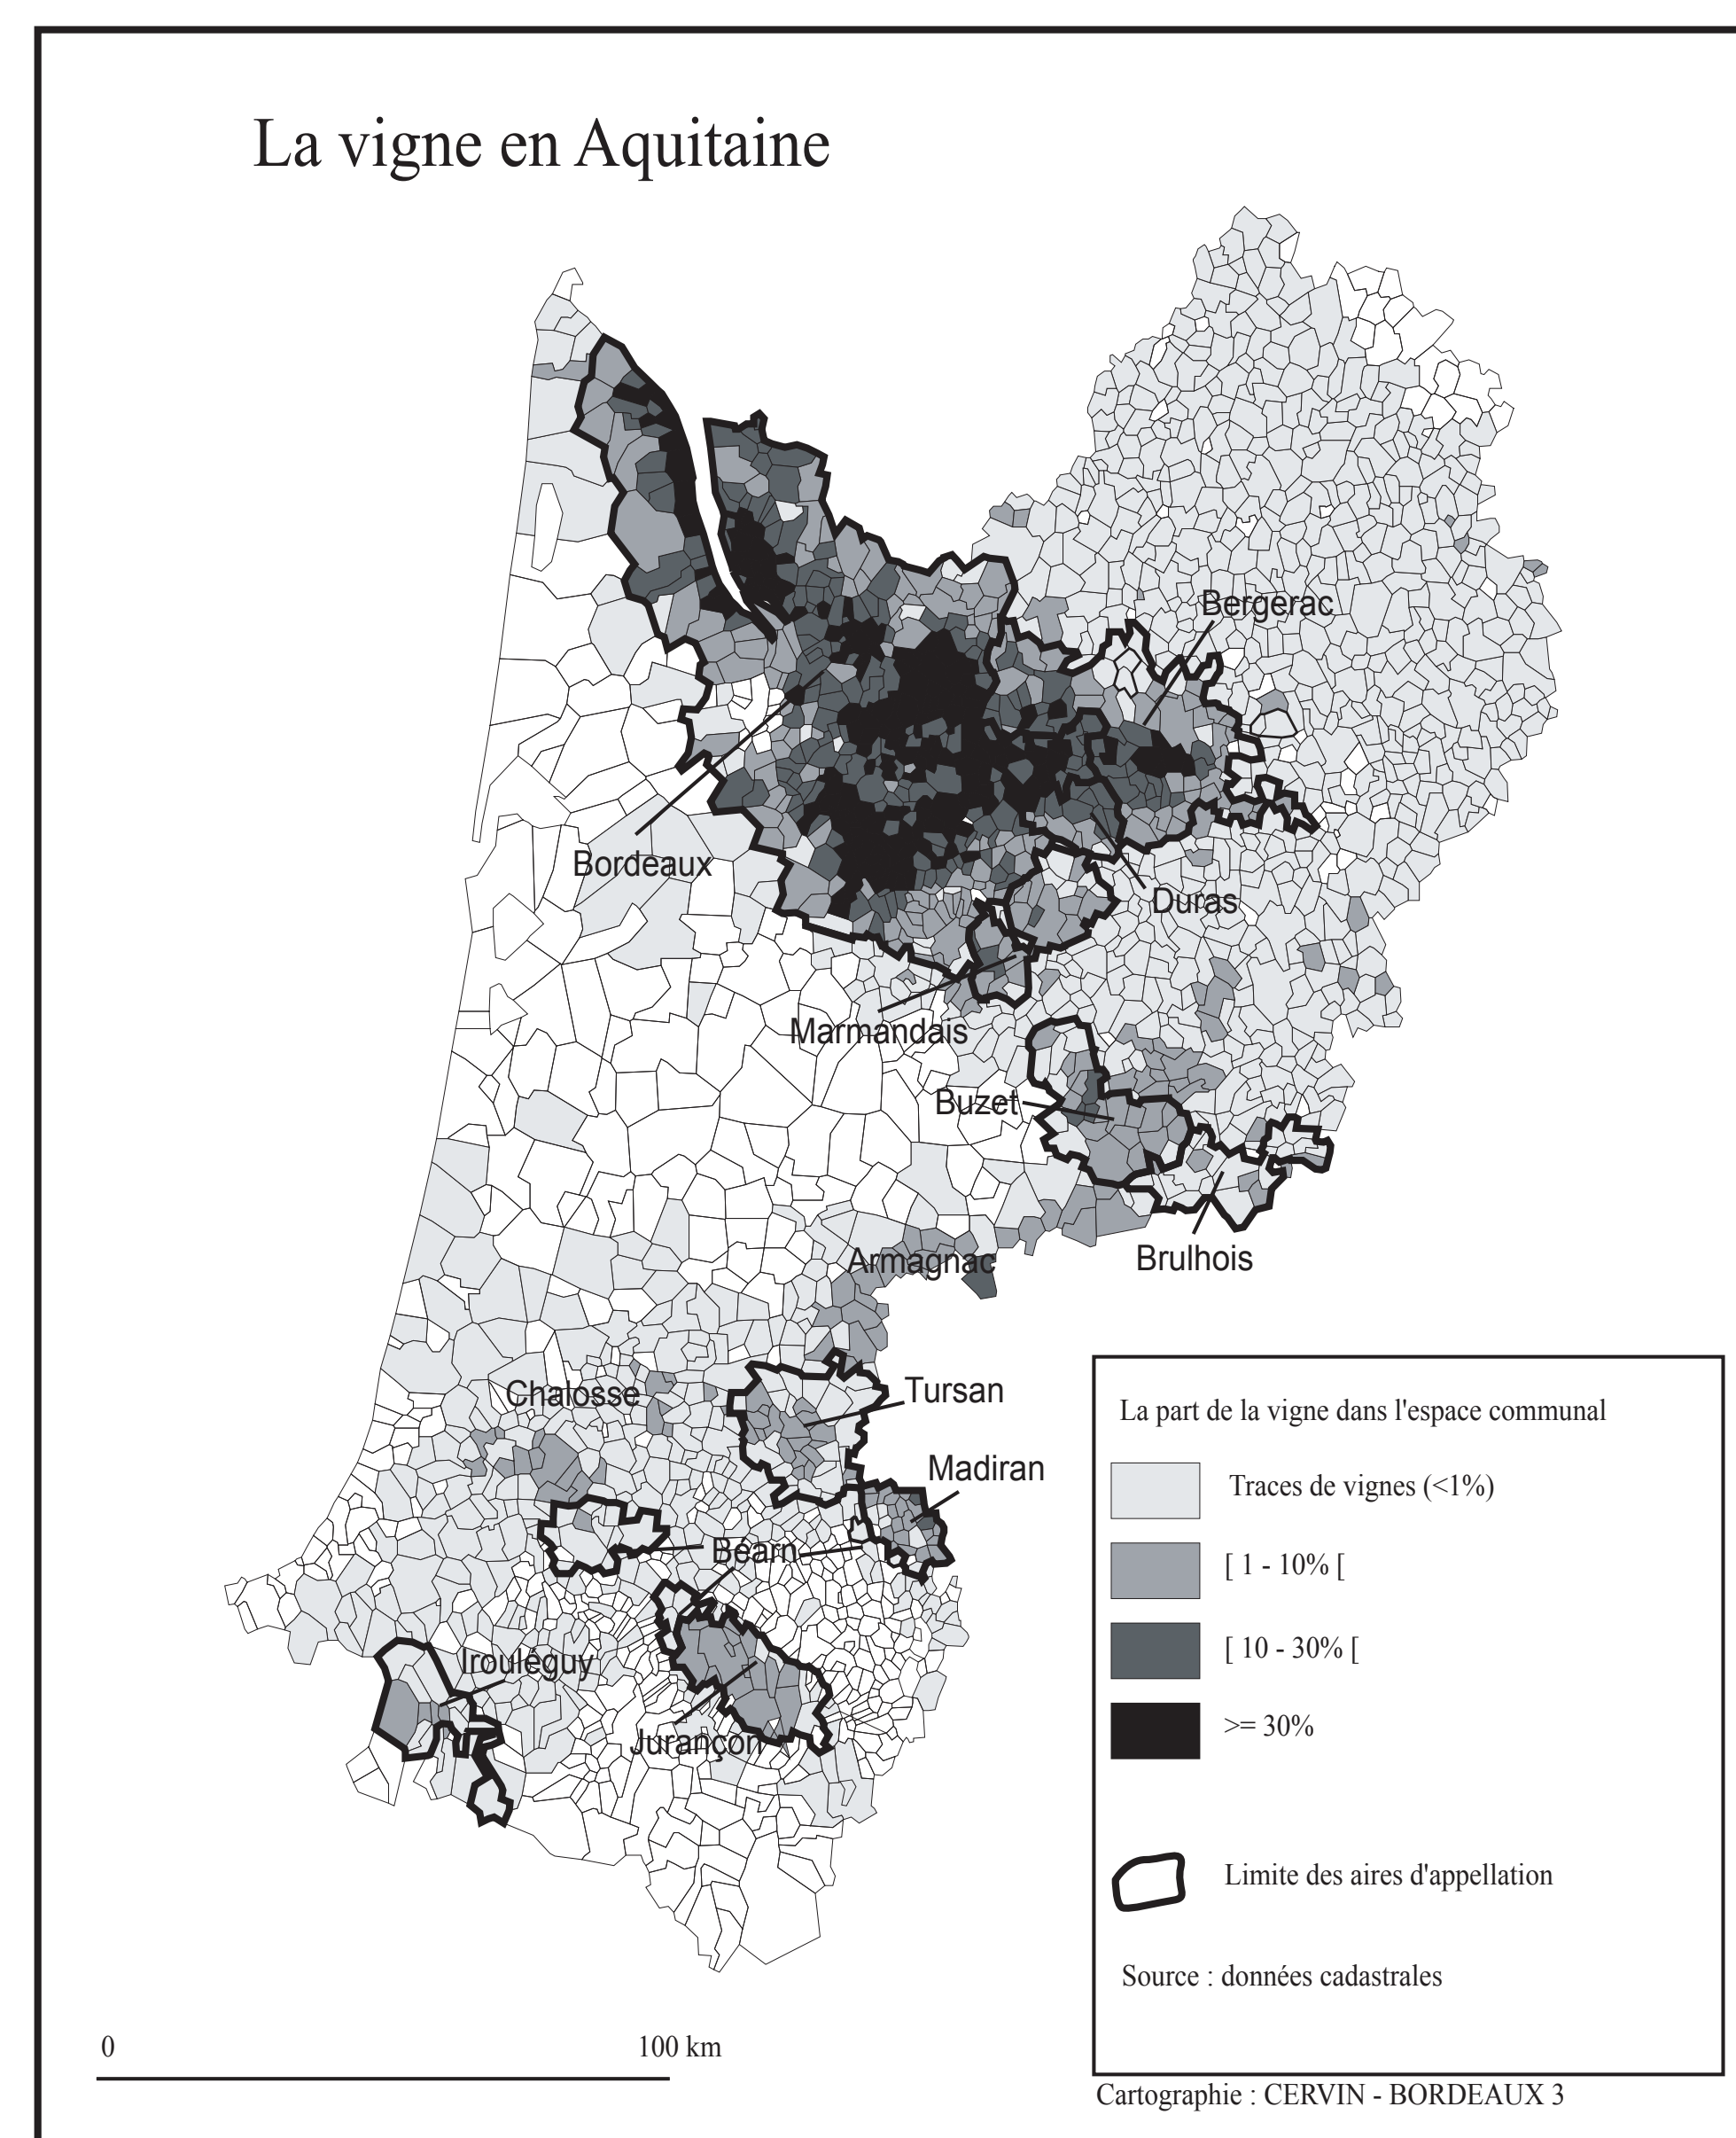 La vigne en Aquitaine
Bergerac
Bordeaux
Duras
Marmandais
Buzet
Armagnac
Brulhois
Chalosse
Tursan
Madiran
Béarn
Irouléguy
Jurançon
La part de la vigne dans l'espace communal
Traces de vignes (<1%)
[ 1 - 10% [
[ 10 - 30% [
>= 30%
Limite des aires d'appellation
Source : données cadastrales
0 100 km
Cartographie : CERVIN - BORDEAUX 3